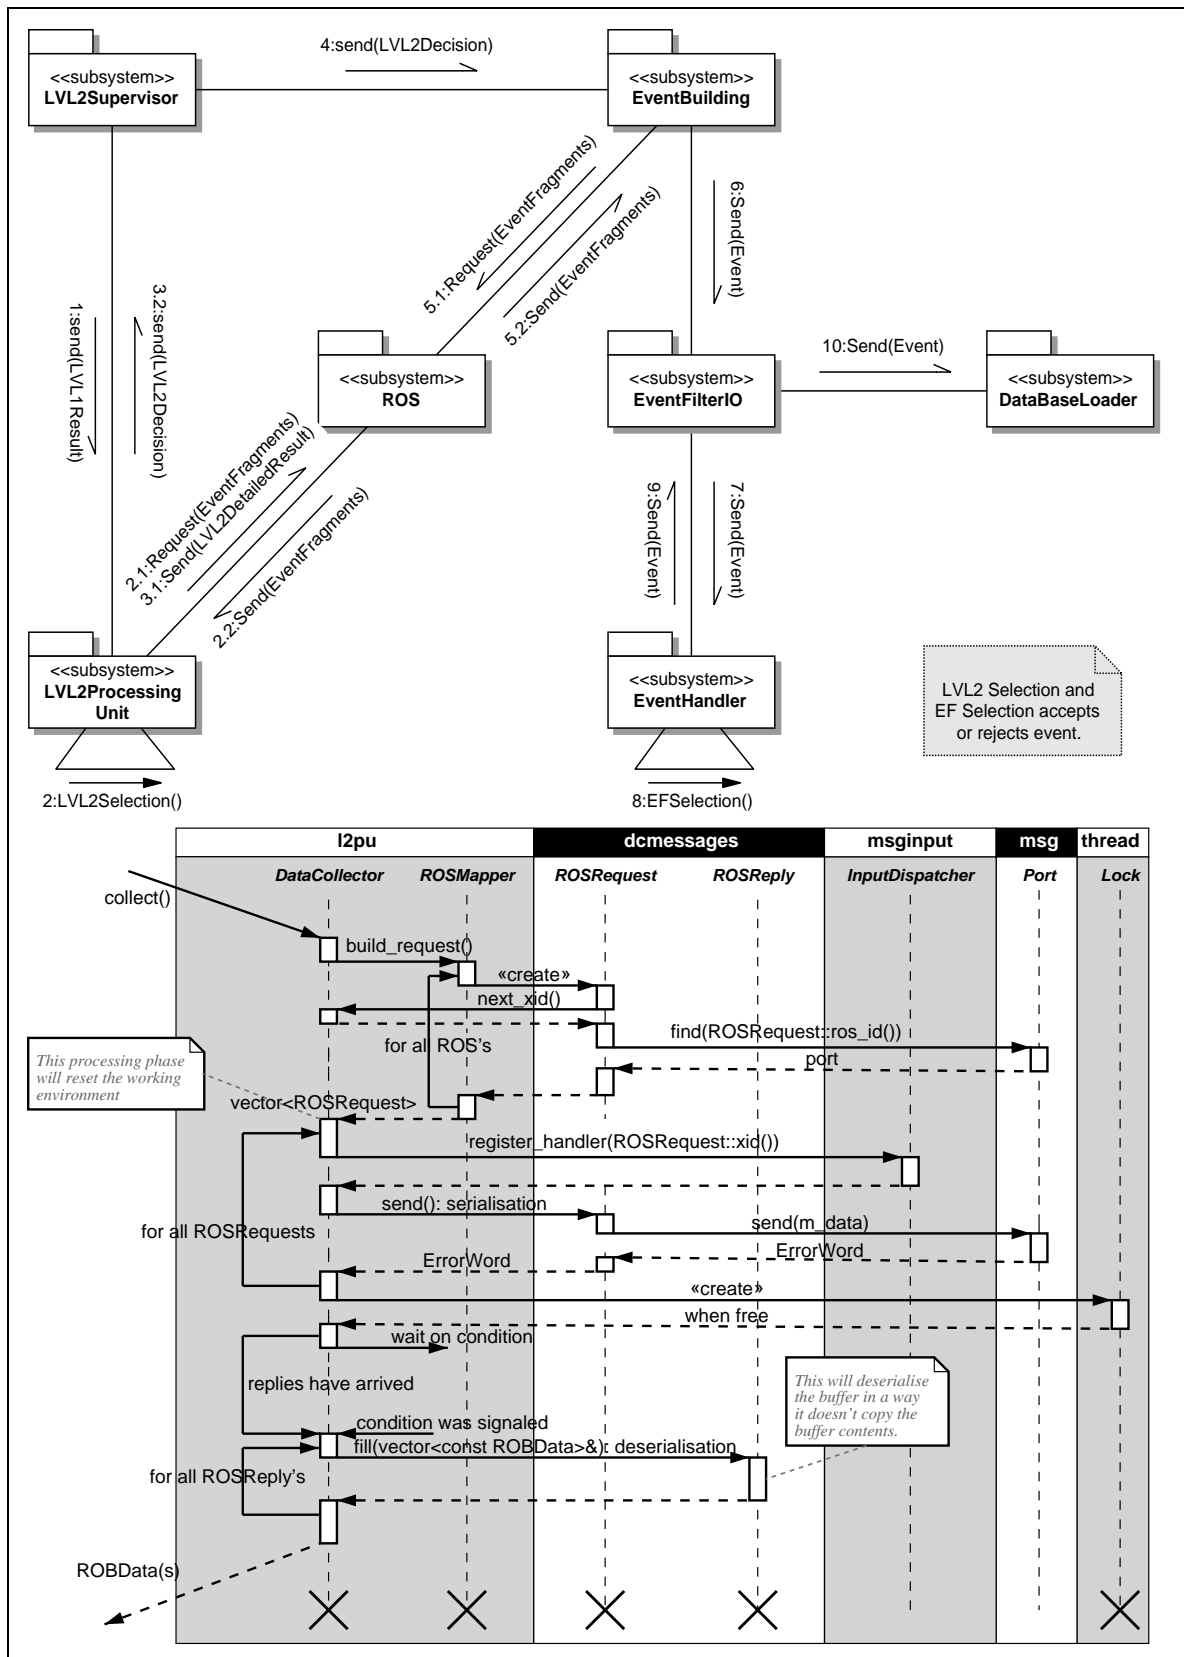 4:send(LVL2Decision)
<<subsystem>>
LVL2Supervisor
<<subsystem>>
EventBuilding
5.1:Request(EventFragments)
5.2:Send(EventFragments)
6:Send(Event)
1:send(LVL1Result)
3.2:send(LVL2Decision)
<<subsystem>>
ROS
<<subsystem>>
EventFilterIO
10:Send(Event)
<<subsystem>>
DataBaseLoader
2.1:Request(EventFragments)
3.1:Send(LVL2DetailedResult)
2.2:Send(EventFragments)
9:Send(Event)
7:Send(Event)
<<subsystem>>
LVL2Processing
Unit
<<subsystem>>
EventHandler
LVL2 Selection and
EF Selection accepts
or rejects event.
2:LVL2Selection()
8:EFSelection()
l2pu
dcmessages
msginput
msg
thread
DataCollector
ROSMapper
ROSRequest
ROSReply
InputDispatcher
Port
Lock
collect()
build_request()
«create»
next_xid()
for all ROS's
find(ROSRequest::ros_id())
port
This processing phase
will reset the working
environment
vector<ROSRequest>
register_handler(ROSRequest::xid())
send(): serialisation
for all ROSRequests
send(m_data)
ErrorWord
ErrorWord
«create»
when free
wait on condition
replies have arrived
This will deserialise
the buffer in a way
it doesn't copy the
buffer contents.
condition was signaled
fill(vector<const ROBData>&): deserialisation
for all ROSReply's
ROBData(s)